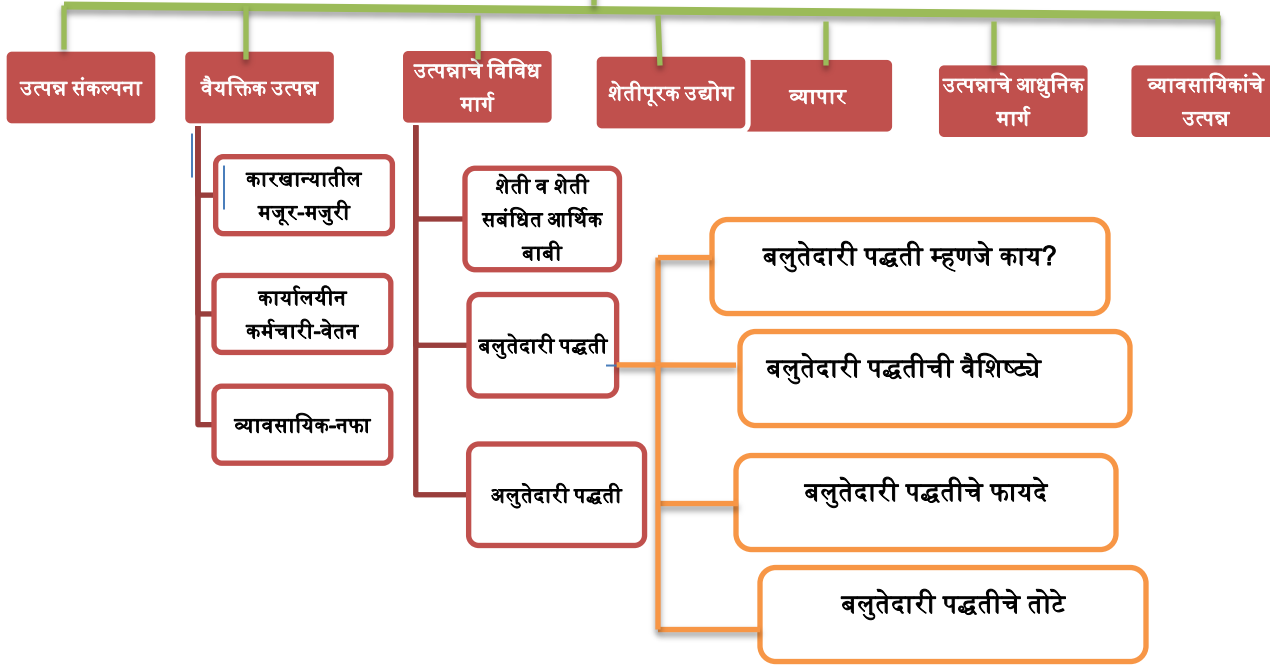 उत्पन्न संकल्पना
वैयक्तिक उत्पन्न
उत्पन्नाचे विविध
मार्ग
शेतीपूरक उद्योग
व्यापार
उत्पन्नाचे आधुनिक
मार्ग
व्यावसायिकांचे
उत्पन्न
कारखान्यातील
मजूर-मजुरी
कार्यालयीन
कर्मचारी-वेतन
व्यावसायिक-नफा
शेती व शेती
सबंधित आर्थिक
बाबी
बलुतेदारी पद्धती
अलुतेदारी पद्धती
बलुतेदारी पद्धती म्हणजे काय?
बलुतेदारी पद्धतीची वैशिष्ट्ये
बलुतेदारी पद्धतीचे फायदे
बलुतेदारी पद्धतीचे तोटे